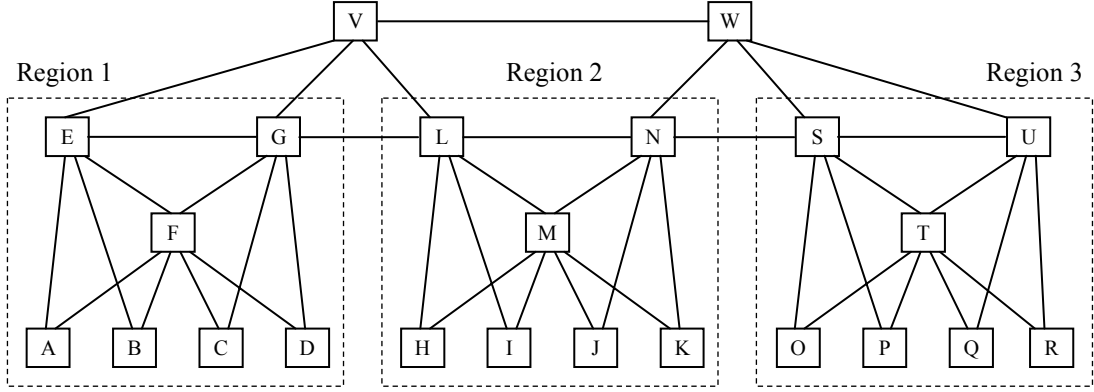 V W
Region 1 Region 2 Region 3
E G L N S U
F M T
A B C D H I J K O P Q R